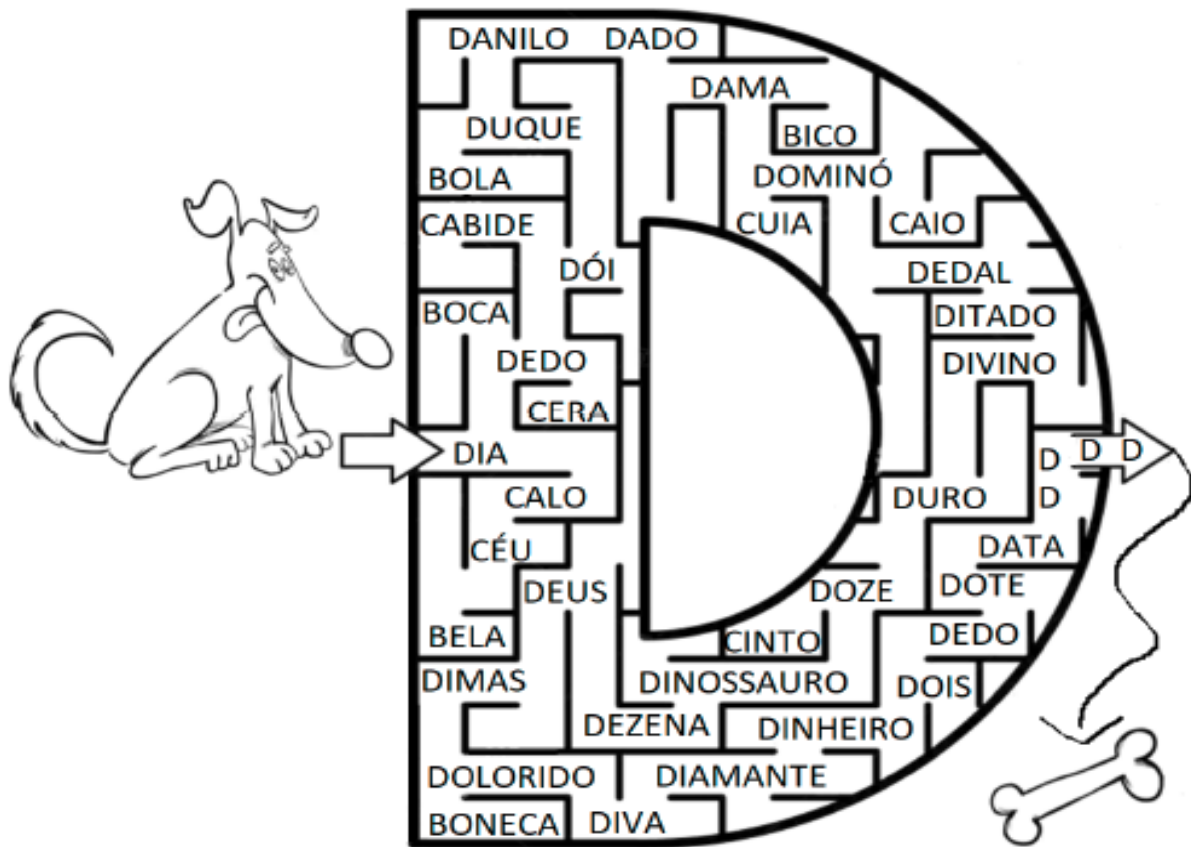 DANILO DADO
DAMA
DUQUE BICO
BOLA DOMINÓ
CABIDE CUIA CAIO
DÓI DEDAL
BOCA DITADO
DEDO DIVINO
CERA
DIA D D D
CALO DURO D
CÉU DATA
DEUS DOZE DOTE
BELA CINTO DEDO
DIMAS DINOSSAURO DOIS
DEZENA DINHEIRO
DOLORIDO DIAMANTE
BONECA DIVA